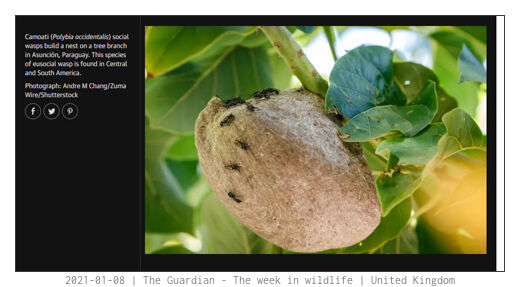 Camoati (Polybia occidentalis) social
wasps build a nest on a tree branch
in Asunción, Paraguay. This species
of eusocial wasp is found in Central
and South America.
Photograph: Andre M Chang/Zuma
Wire/Shutterstock
2021-01-08 | The Guardian - The week in wildlife | United Kingdom